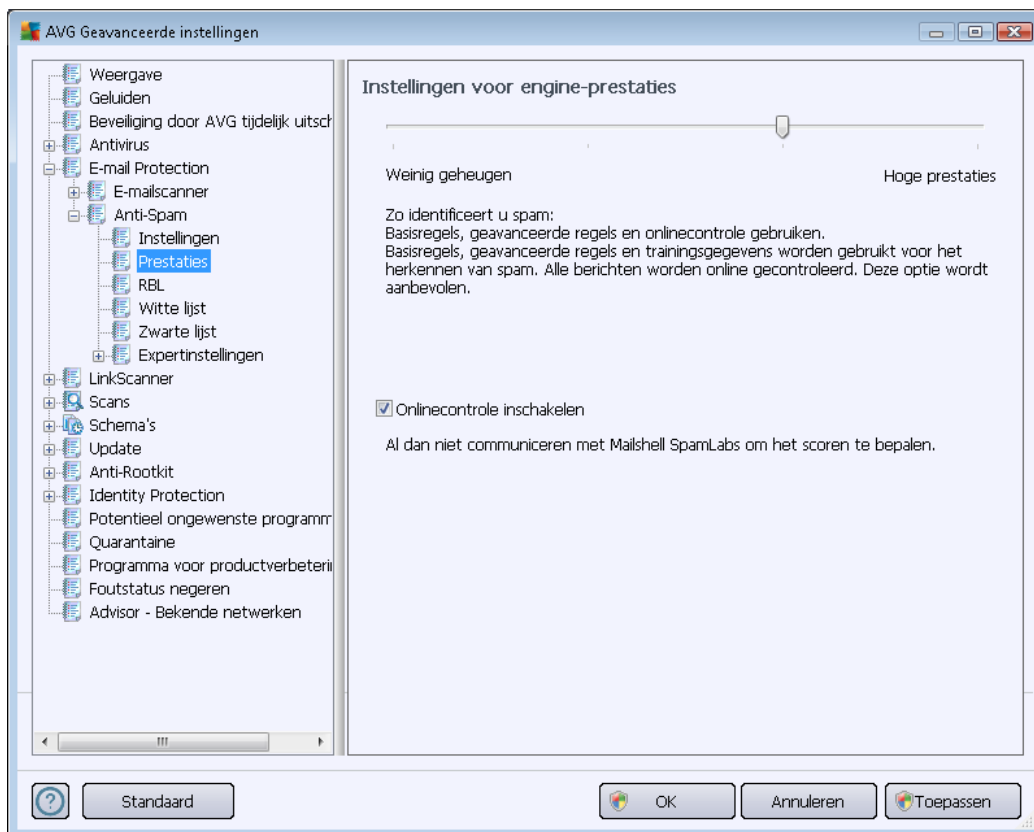 AVG Geavanceerde instellingen
Weergave
Geluiden
Beveiliging door AVG tijdelijk uitsch
Antivirus
E-mail Protection
E-mailscanner
Anti-Spam
Instellingen
Prestaties
RBL
Witte lijst
Zwarte lijst
Expertinstellingen
LinkScanner
Scans
Schema's
Update
Anti-Rootkit
Identity Protection
Potentieel ongewenste programm
Quarantaine
Programma voor productverbeteri
Foutstatus negeren
Advisor - Bekende netwerken
Instellingen voor engine-prestaties
Weinig geheugen
Hoge prestaties
Zo identificeert u spam:
Basisregels, geavanceerde regels en onlinecontrole gebruiken.
Basisregels, geavanceerde regels en trainingsgegevens worden gebruikt voor het
herkennen van spam. Alle berichten worden online gecontroleerd. Deze optie wordt
aanbevolen.
Onlinecontrole inschakelen
Al dan niet communiceren met Mailshell SpamLabs om het scoren te bepalen.
?
Standaard
OK
Annuleren
Toepassen